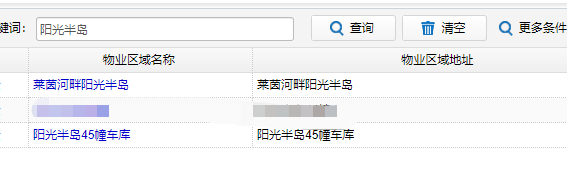 键词： 阳光半岛 查询 清空 更多条件
物业区域名称 物业区域地址
莱茵河畔阳光半岛 莱茵河畔阳光半岛
阳光半岛45幢车库 阳光半岛45幢车库